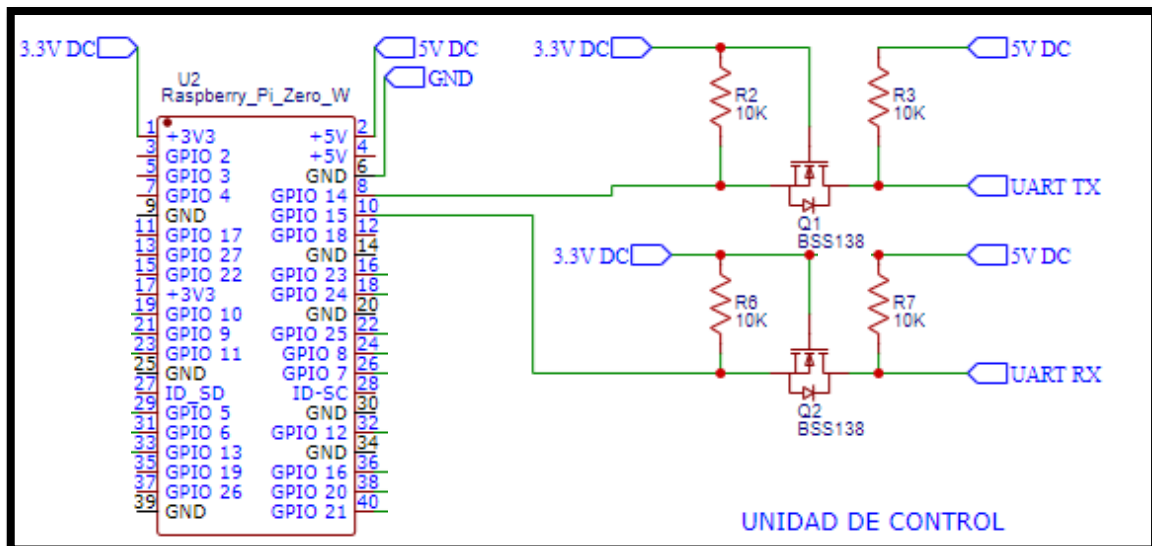 3.3V DC
5V DC
GND
U2
Raspberry_Pi_Zero_W
1 +3V3 +5V 2
3 GPIO 2 +5V 4
5 GPIO 3 GND 6
7 GPIO 4 GPIO 14 8
9 GND GPIO 15 10
11 GPIO 17 GPIO 18 12
13 GPIO 27 GND 14
15 GPIO 22 GPIO 23 16
17 +3V3 GPIO 24 18
19 GPIO 10 GND 20
21 GPIO 9 GPIO 25 22
23 GPIO 11 GPIO 8 24
25 GND GPIO 7 26
27 ID_SD ID-SC 28
29 GPIO 5 GND 30
31 GPIO 6 GPIO 12 32
33 GPIO 13 GND 34
35 GPIO 19 GPIO 16 36
37 GPIO 26 GPIO 20 38
39 GND GPIO 21 40
3.3V DC
5V DC
R2
10K
R3
10K
UART TX
Q1
BSS138
3.3V DC
5V DC
R6
10K
R7
10K
UART RX
Q2
BSS138
UNIDAD DE CONTROL